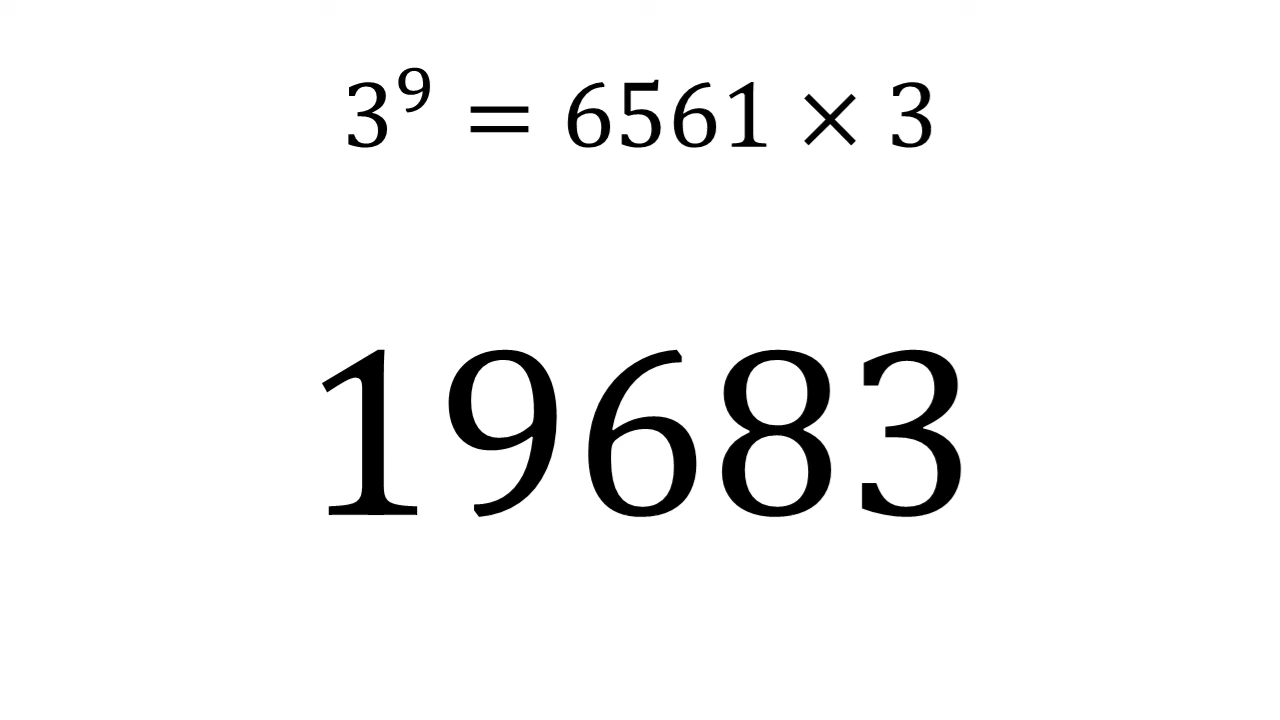 3⁹ = 6561 × 3
19683